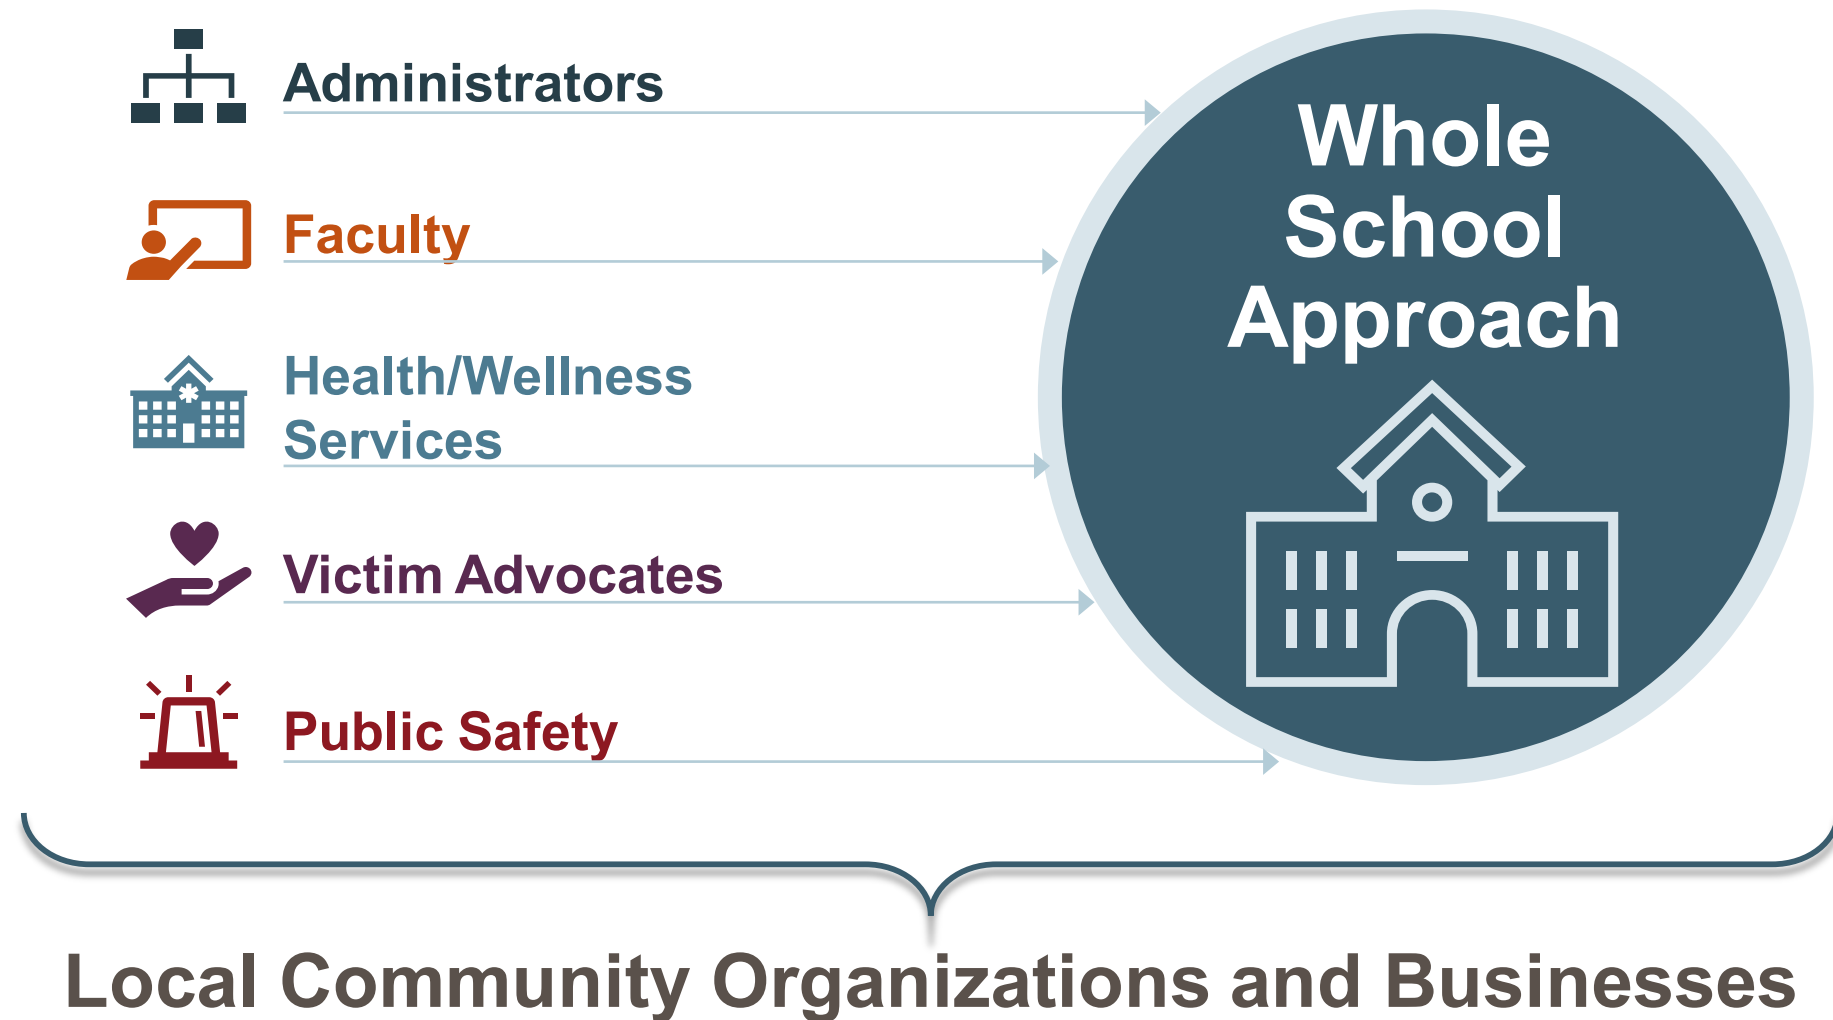 Administrators
Faculty
Health/Wellness
Services
Victim Advocates
Public Safety
Whole
School
Approach
Local Community Organizations and Businesses